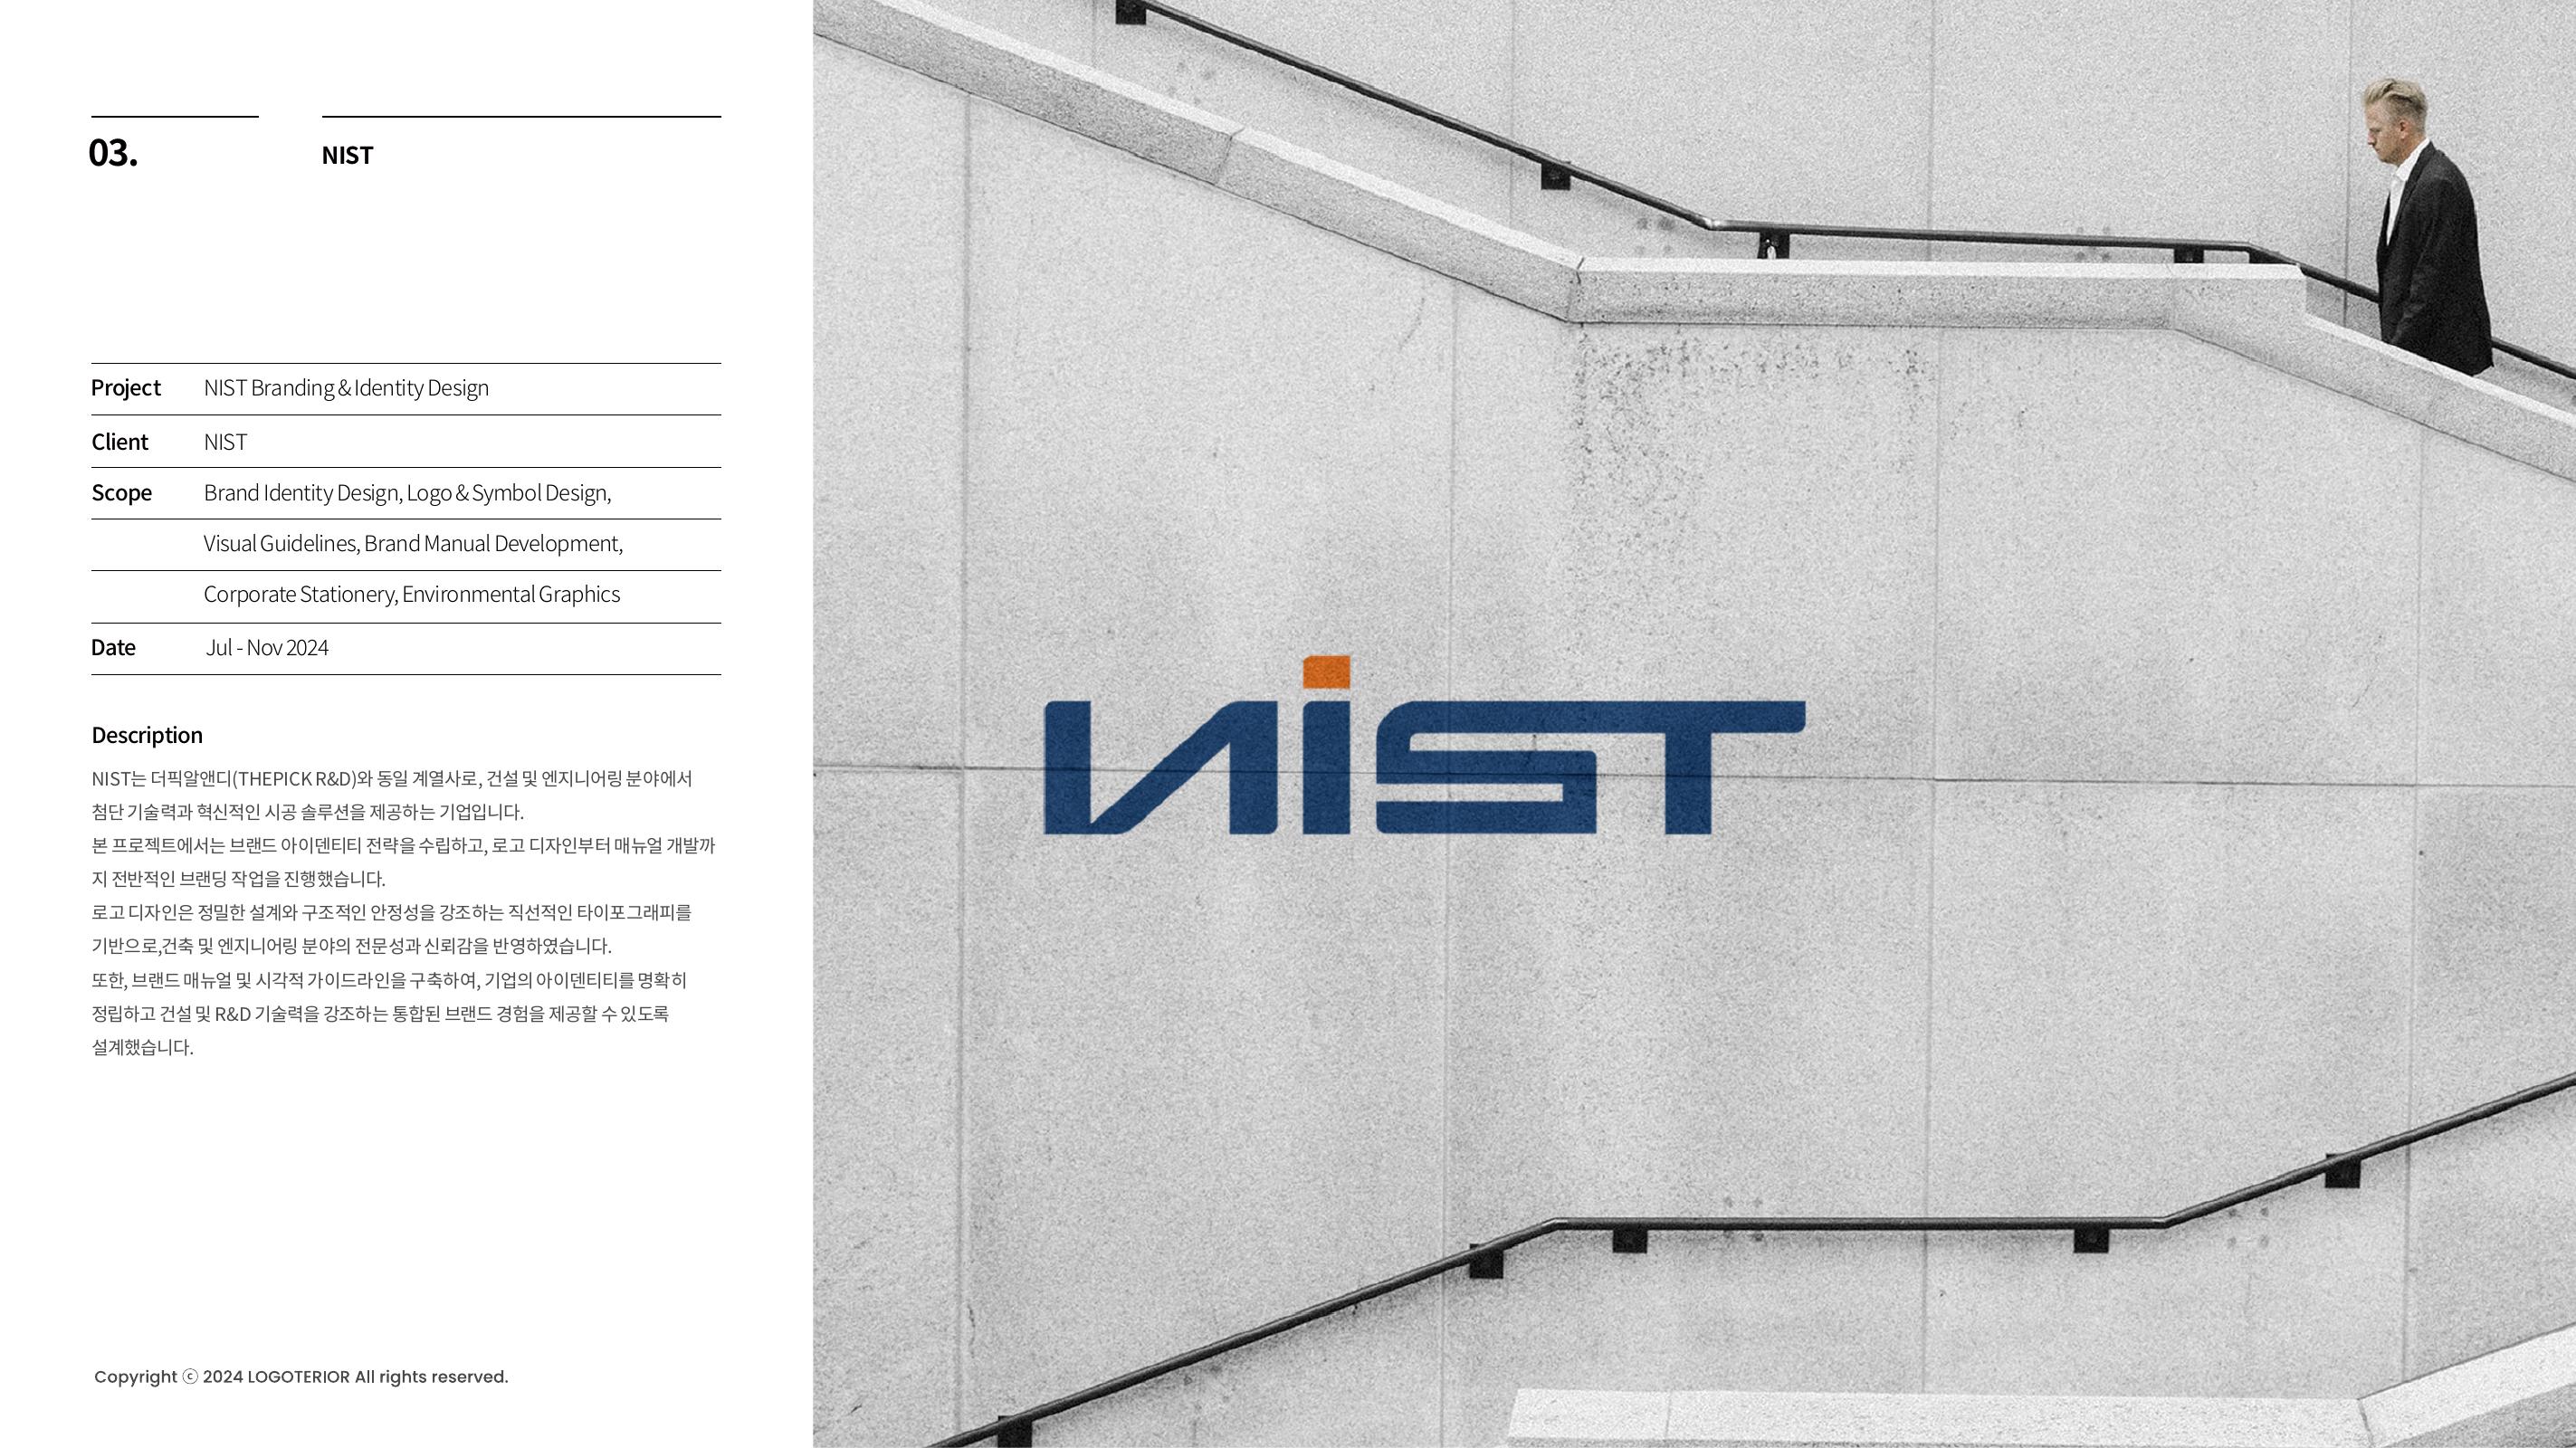 03.
NIST
Project NIST Branding & Identity Design
Client NIST
Scope Brand Identity Design, Logo & Symbol Design,
Visual Guidelines, Brand Manual Development,
Corporate Stationery, Environmental Graphics
Date Jul - Nov 2024
Description
NIST는 더픽알앤디(THEPICK R&D)와 동일 계열사로, 건설 및 엔지니어링 분야에서
첨단 기술력과 혁신적인 시공 솔루션을 제공하는 기업입니다.
본 프로젝트에서는 브랜드 아이덴티티 전략을 수립하고, 로고 디자인부터 매뉴얼 개발까
지 전반적인 브랜딩 작업을 진행했습니다.
로고 디자인은 정밀한 설계와 구조적인 안정성을 강조하는 직선적인 타이포그래피를
기반으로,건축 및 엔지니어링 분야의 전문성과 신뢰감을 반영하였습니다.
또한, 브랜드 매뉴얼 및 시각적 가이드라인을 구축하여, 기업의 아이덴티티를 명확히
정립하고 건설 및 R&D 기술력을 강조하는 통합된 브랜드 경험을 제공할 수 있도록
설계했습니다.
Copyright ⓒ 2024 LOGOTERIOR All rights reserved.
NiST